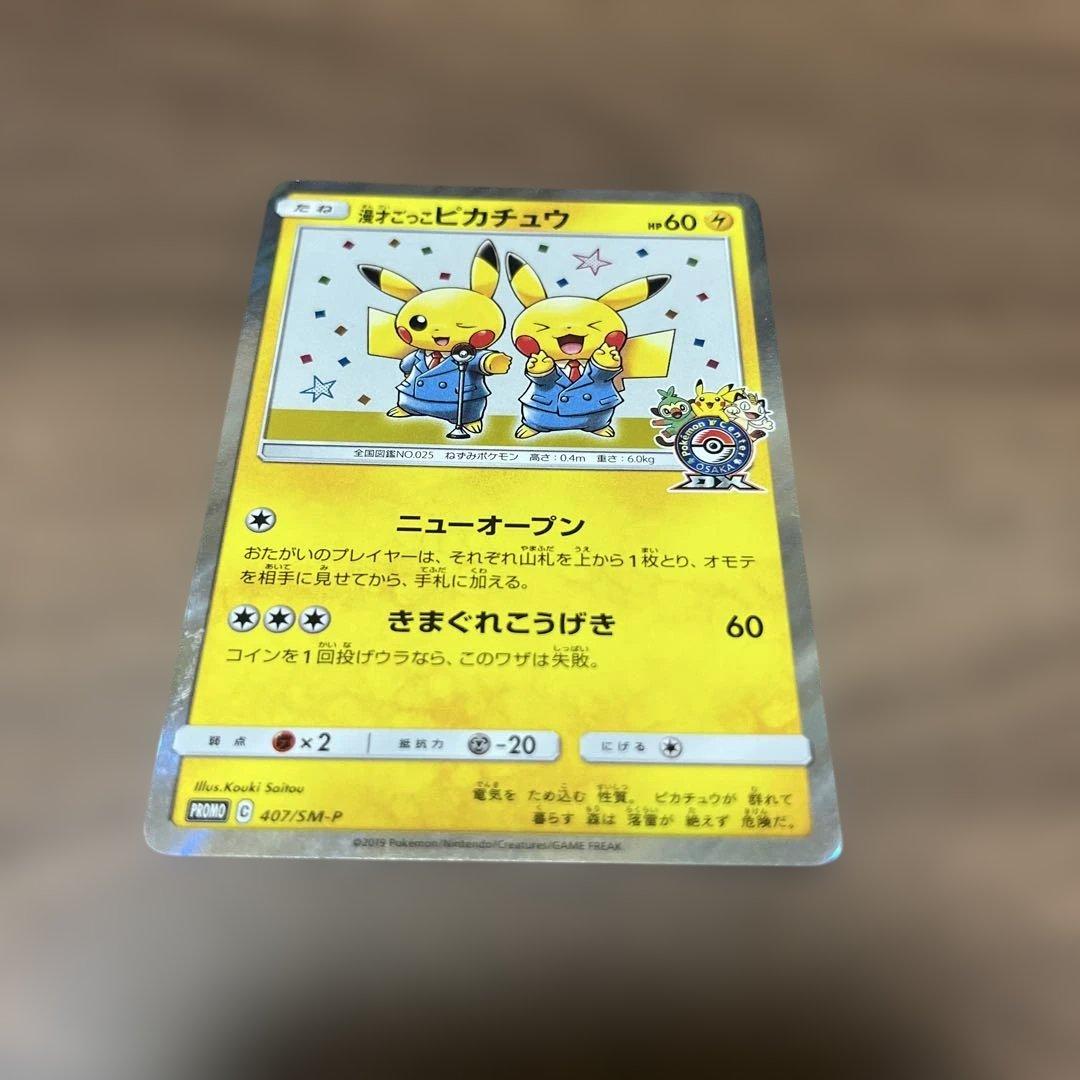 たね 漫才ごっこピカチュウ HP60
Pokémon Center
OSAKA
DX
全国図鑑NO.025 ねずみポケモン 高さ:0.4m 重さ:6.0kg
ニューオープン
おたがいのプレイヤーは、それぞれ山札を上から1枚とり、オモテ
を相手に見せてから、手札に加える。
きまぐれこうげき 60
コインを1回投げウラなら、このワザは失敗。
弱点 ×2 抵抗力 -20 にげる
Illus.Kouki Saitou
PROMO C 407/SM-P
電気を ため込む 性質。 ピカチュウが 群れて
暮らす 森は 落雷が 絶えず 危険だ。
©2019 Pokémon/Nintendo/Creatures/GAME FREAK